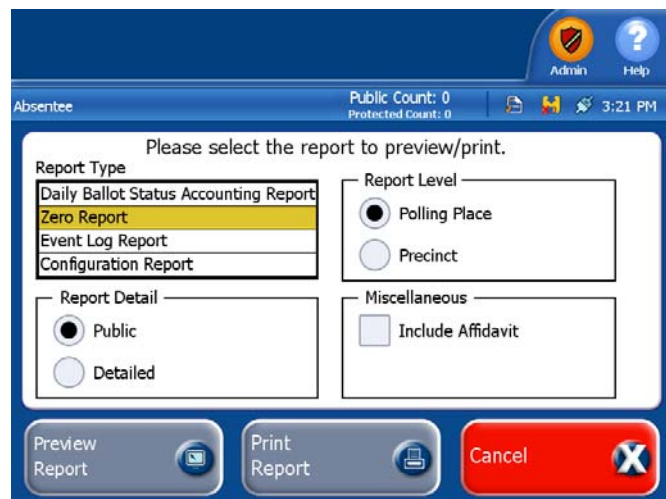 Admin
Help
Absentee
Public Count: 0
Protected Count: 0
3:21 PM
Please select the report to preview/print.
Report Type
Daily Ballot Status Accounting Report
Zero Report
Event Log Report
Configuration Report
Report Level
Polling Place
Precinct
Report Detail
Public
Detailed
Miscellaneous
Include Affidavit
Preview
Report
Print
Report
Cancel